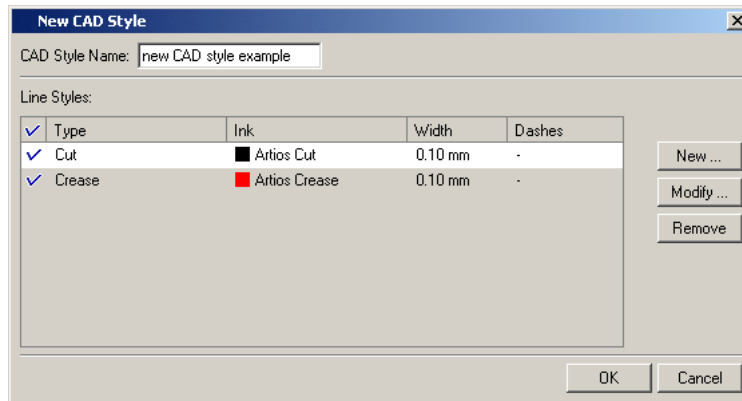 New CAD Style
CAD Style Name: new CAD style example
Line Styles:
Type Ink Width Dashes
Cut Artios Cut 0.10 mm -
Crease Artios Crease 0.10 mm -
New ...
Modify ...
Remove
OK Cancel